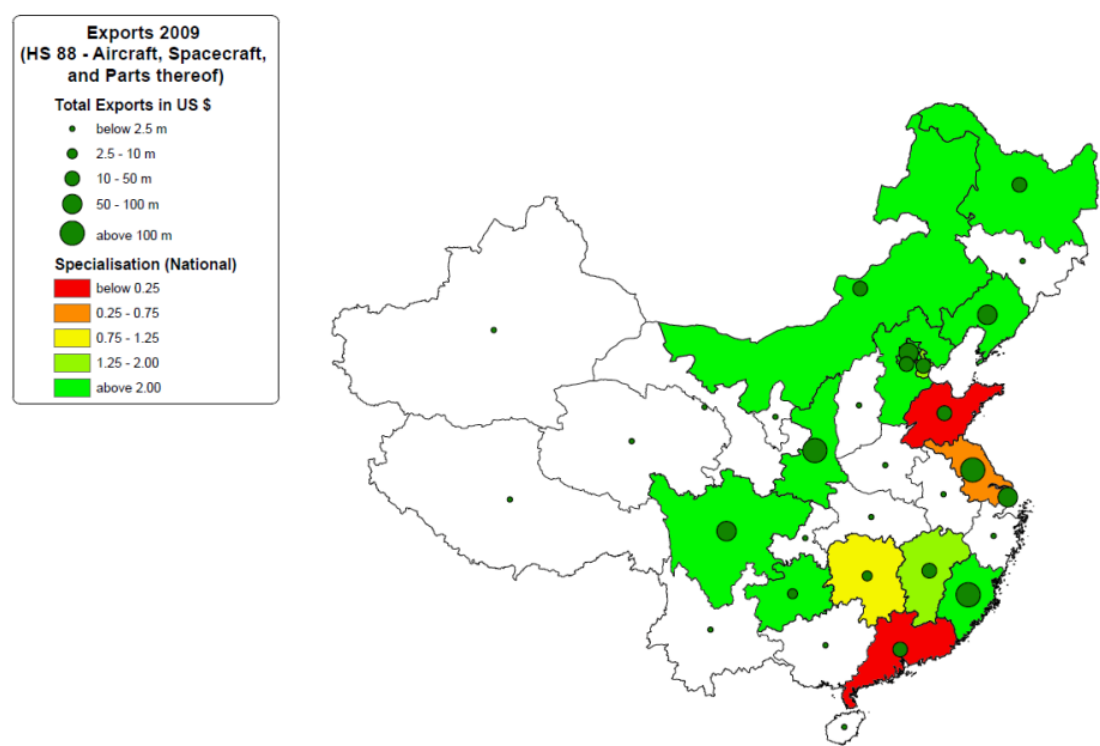 Exports 2009
(HS 88 - Aircraft, Spacecraft,
and Parts thereof)
Total Exports in US $
below 2.5 m
2.5 - 10 m
10 - 50 m
50 - 100 m
above 100 m
Specialisation (National)
below 0.25
0.25 - 0.75
0.75 - 1.25
1.25 - 2.00
above 2.00